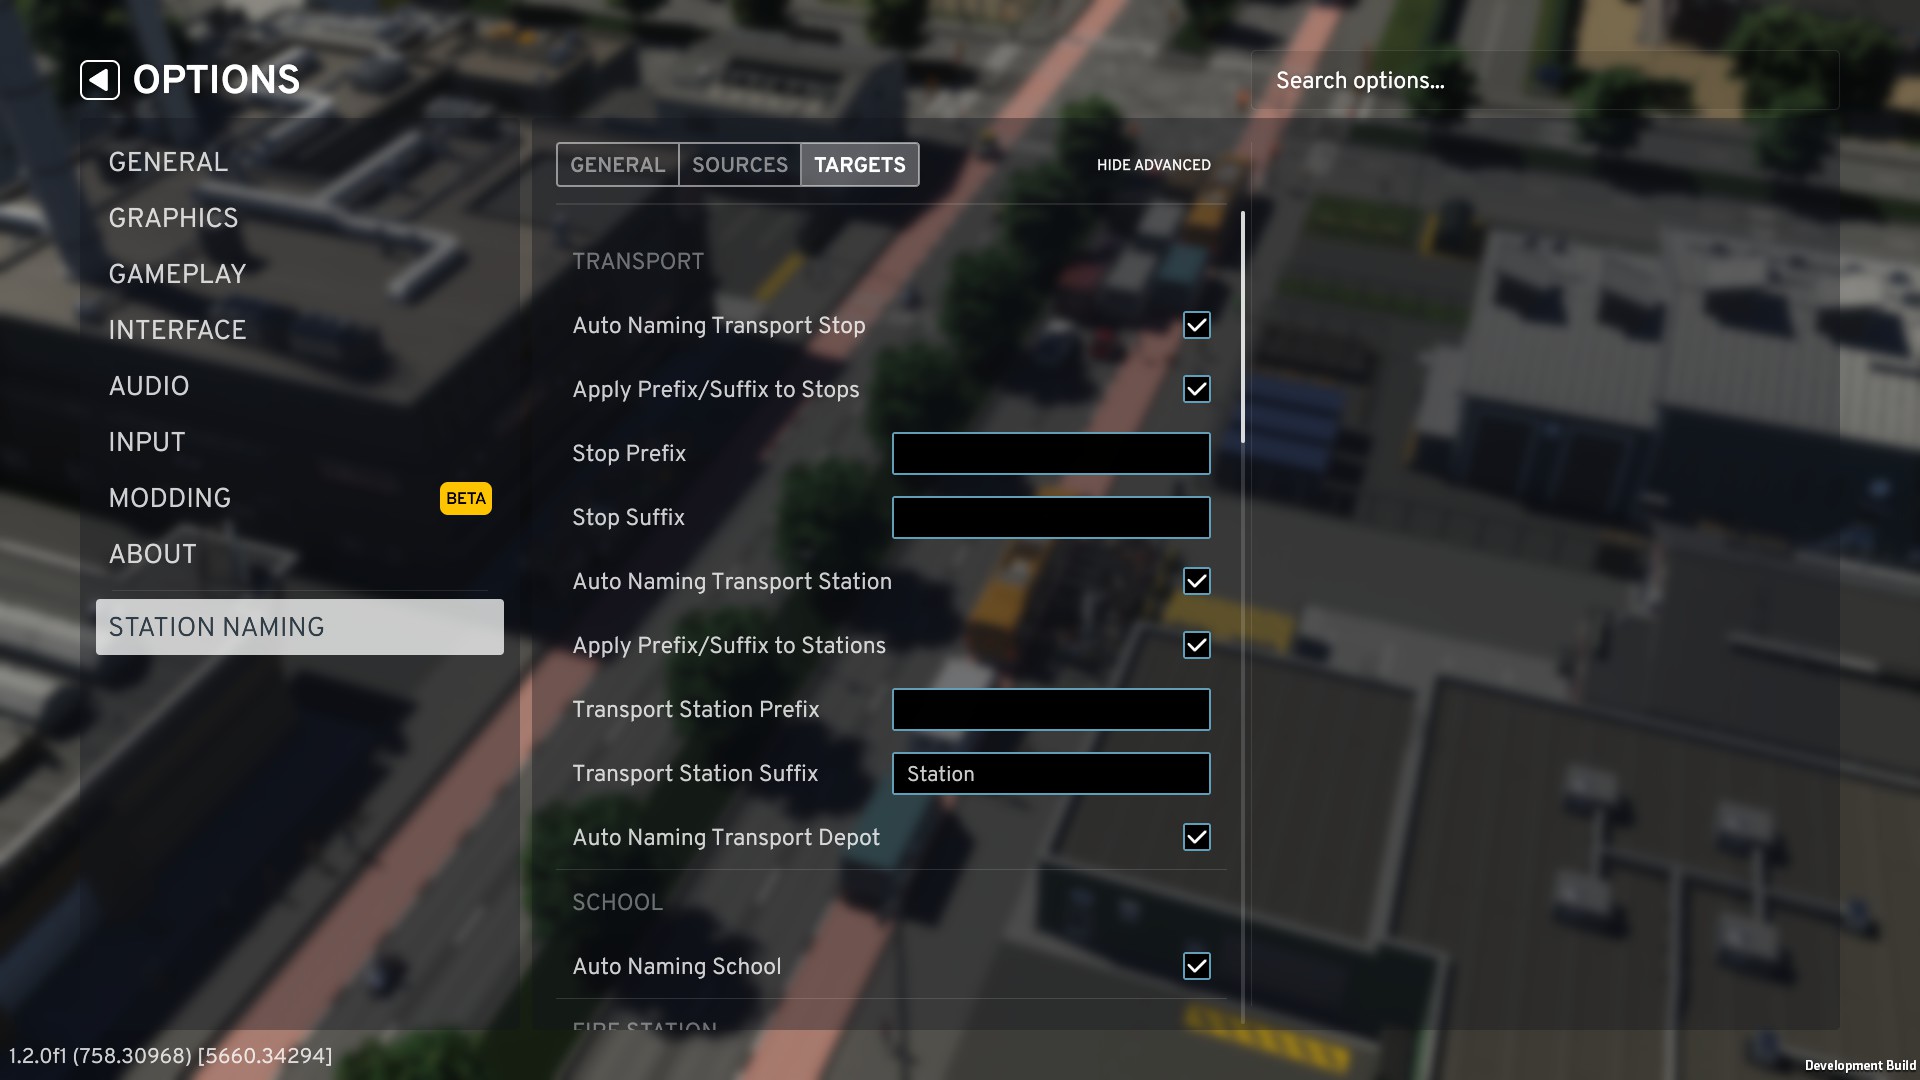 OPTIONS
Search options...
GENERAL
GRAPHICS
GAMEPLAY
INTERFACE
AUDIO
INPUT
MODDING
BETA
ABOUT
STATION NAMING
GENERAL
SOURCES
TARGETS
HIDE ADVANCED
TRANSPORT
Auto Naming Transport Stop
Apply Prefix/Suffix to Stops
Stop Prefix
Stop Suffix
Auto Naming Transport Station
Apply Prefix/Suffix to Stations
Transport Station Prefix
Transport Station Suffix
Station
Auto Naming Transport Depot
SCHOOL
Auto Naming School
FIRE STATION
1.2.0f1 (758.30968) [5660.34294]
Development Build